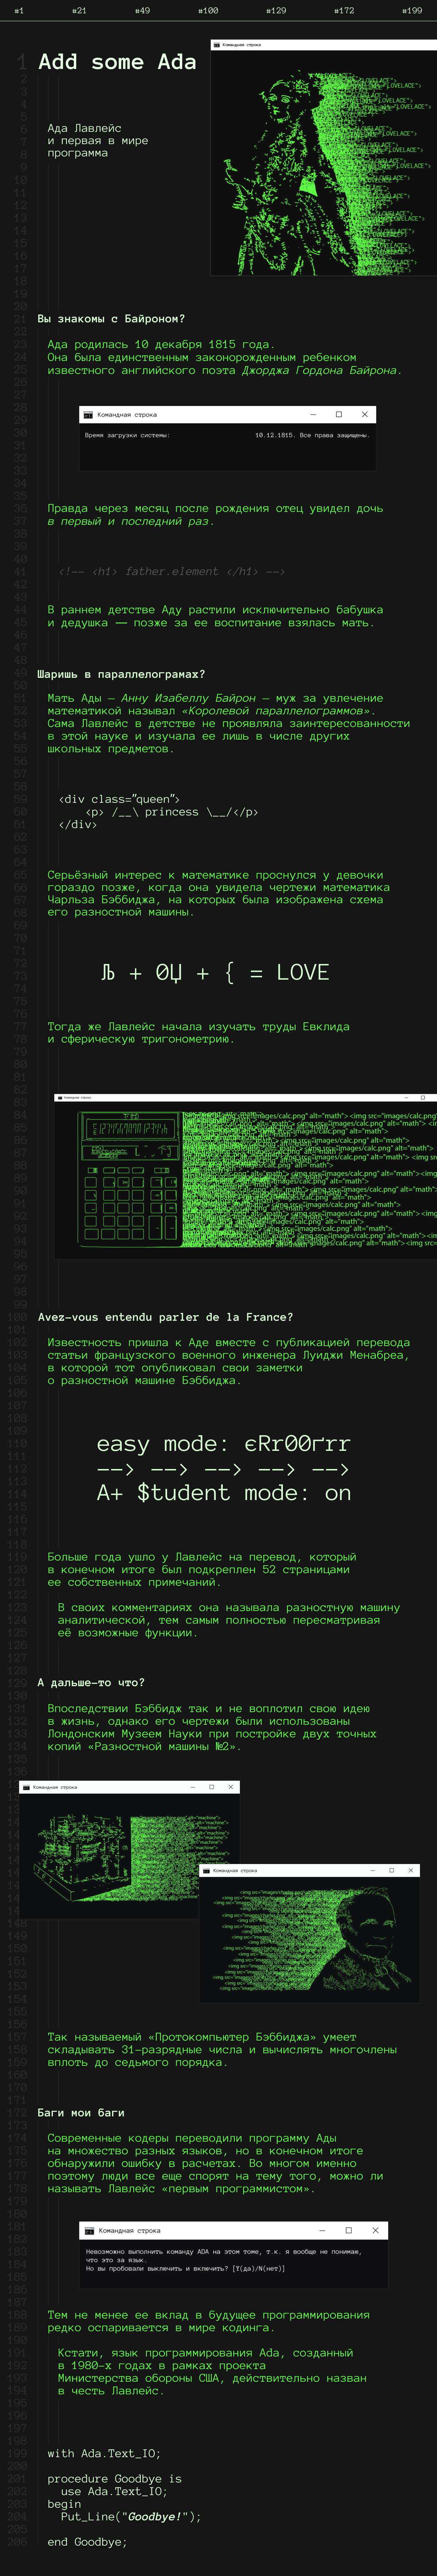 #1 #21 #49 #100 #129 #172 #199
Add some Ada
Командная строка
Ада Лавлейс
и первая в мире
программа
Вы знакомы с Байроном?
Ада родилась 10 декабря 1815 года.
Она была единственным законорожденным ребенком
известного английского поэта Джорджа Гордона Байрона.
Командная строка
Время загрузки системы: 10.12.1815. Все права защищены.
Правда через месяц после рождения отец увидел дочь
в первый и последний раз.
<!-- <h1> father.element </h1> -->
В раннем детстве Аду растили исключительно бабушка
и дедушка — позже за ее воспитание взялась мать.
Шаришь в параллелограмах?
Мать Ады — Анну Изабеллу Байрон — муж за увлечение
математикой называл «Королевой параллелограммов».
Сама Лавлейс в детстве не проявляла заинтересованности
в этой науке и изучала ее лишь в числе других
школьных предметов.
<div class="queen">
<p> /__\ princess \__/</p>
</div>
Серьёзный интерес к математике проснулся у девочки
гораздо позже, когда она увидела чертежи математика
Чарльза Бэббиджа, на которых была изображена схема
его разностной машины.
Љ + 0Џ + { = LOVE
Тогда же Лавлейс начала изучать труды Евклида
и сферическую тригонометрию.
Командная строка
Avez-vous entendu parler de la France?
Известность пришла к Аде вместе с публикацией перевода
статьи французского военного инженера Луиджи Менабреа,
в которой тот опубликовал свои заметки
о разностной машине Бэббиджа.
easy mode: єRr00ґrr
--> --> --> --> -->
A+ $tudent mode: on
Больше года ушло у Лавлейс на перевод, который
в конечном итоге был подкреплен 52 страницами
ее собственных примечаний.
В своих комментариях она называла разностную машину
аналитической, тем самым полностью пересматривая
её возможные функции.
А дальше-то что?
Впоследствии Бэббидж так и не воплотил свою идею
в жизнь, однако его чертежи были использованы
Лондонским Музеем Науки при постройке двух точных
копий «Разностной машины №2».
Командная строка
Командная строка
Так называемый «Протокомпьютер Бэббиджа» умеет
складывать 31-разрядные числа и вычислять многочлены
вплоть до седьмого порядка.
Баги мои баги
Современные кодеры переводили программу Ады
на множество разных языков, но в конечном итоге
обнаружили ошибку в расчетах. Во многом именно
поэтому люди все еще спорят на тему того, можно ли
называть Лавлейс «первым программистом».
Командная строка
Невозможно выполнить команду ADA на этом томе, т.к. я вообще не понимаю,
что это за язык.
Но вы пробовали выключить и включить? [Y(да)/N(нет)]
Тем не менее ее вклад в будущее программирования
редко оспаривается в мире кодинга.
Кстати, язык программирования Ada, созданный
в 1980-х годах в рамках проекта
Министерства обороны США, действительно назван
в честь Лавлейс.
with Ada.Text_IO;
procedure Goodbye is
use Ada.Text_IO;
begin
Put_Line("Goodbye!");
end Goodbye;